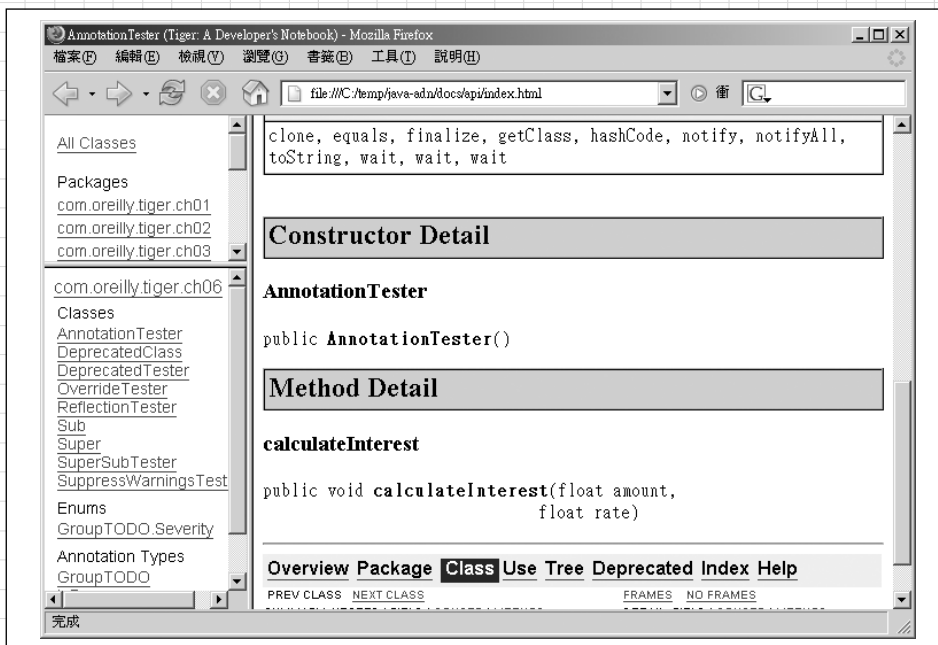 AnnotationTester (Tiger: A Developer's Notebook) - Mozilla Firefox
檔案(F) 編輯(E) 檢視(V) 瀏覽(G) 書籤(B) 工具(T) 說明(H)
file:///C:/temp/java-adn/docs/api/index.html
衝
G
All Classes
Packages
com.oreilly.tiger.ch01
com.oreilly.tiger.ch02
com.oreilly.tiger.ch03
com.oreilly.tiger.ch06
Classes
AnnotationTester
DeprecatedClass
DeprecatedTester
OverrideTester
ReflectionTester
Sub
Super
SuperSubTester
SuppressWarningsTest
Enums
GroupTODO.Severity
Annotation Types
GroupTODO
clone, equals, finalize, getClass, hashCode, notify, notifyAll,
toString, wait, wait, wait
Constructor Detail
AnnotationTester
public AnnotationTester()
Method Detail
calculateInterest
public void calculateInterest(float amount,
float rate)
Overview Package Class Use Tree Deprecated Index Help
PREV CLASS NEXT CLASS FRAMES NO FRAMES
完成